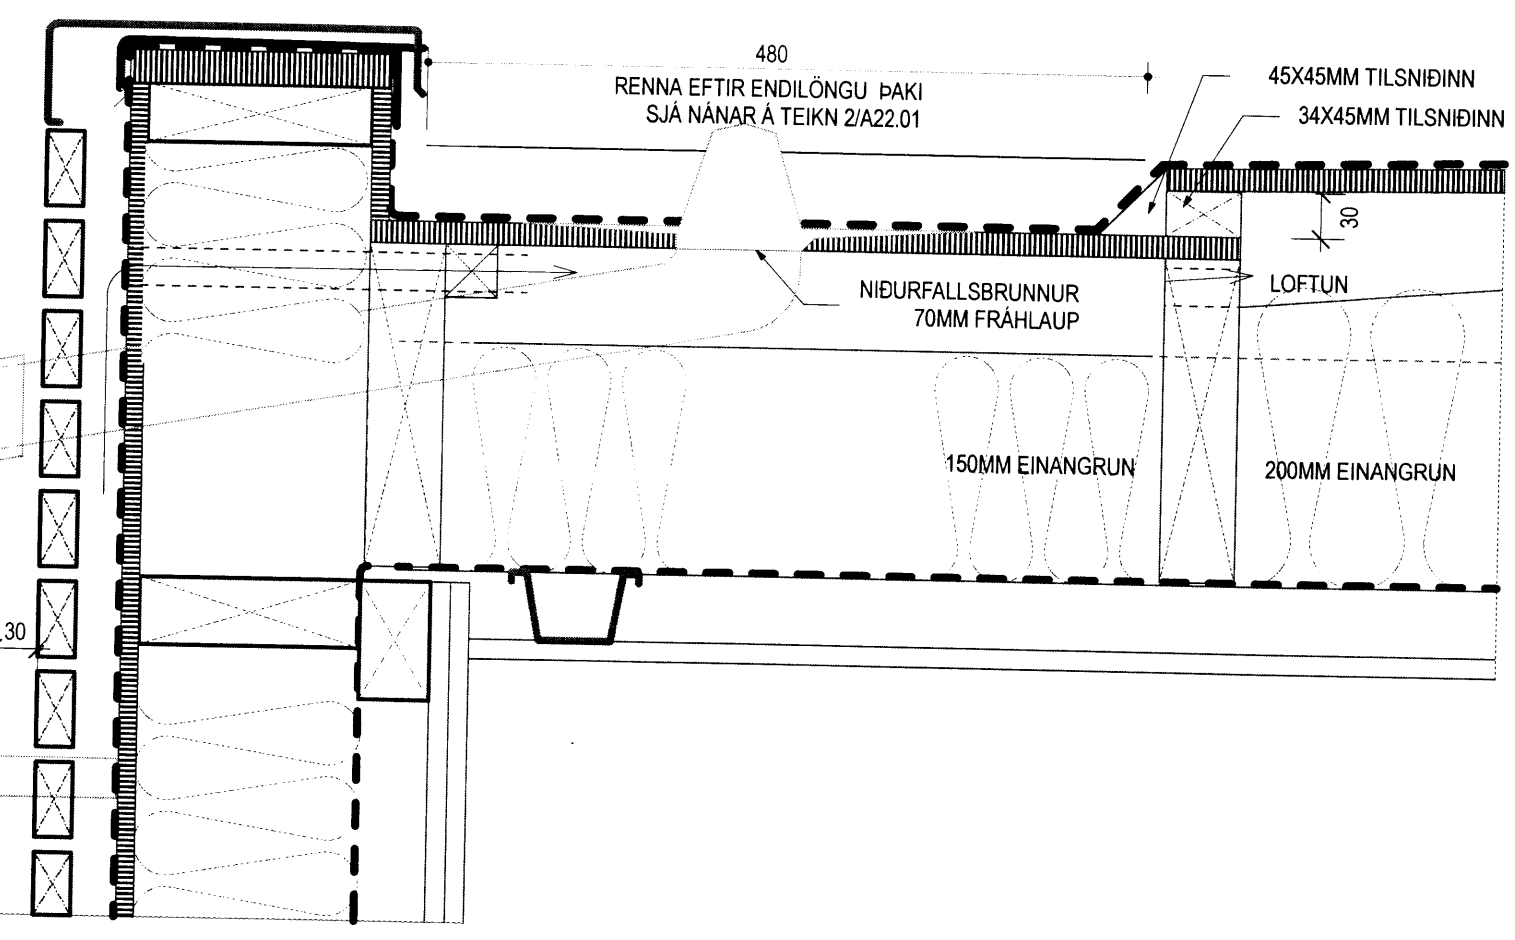 480
RENNA EFTIR ENDILÖNGU ÞAKI
SJÁ NÁNAR Á TEIKN 2/A22.01
45X45MM TILSNIÐINN
34X45MM TILSNIÐINN
30
LOFTUN
NIÐURFALLSBRUNNUR
70MM FRÁHLAUP
150MM EINANGRUN
200MM EINANGRUN
30